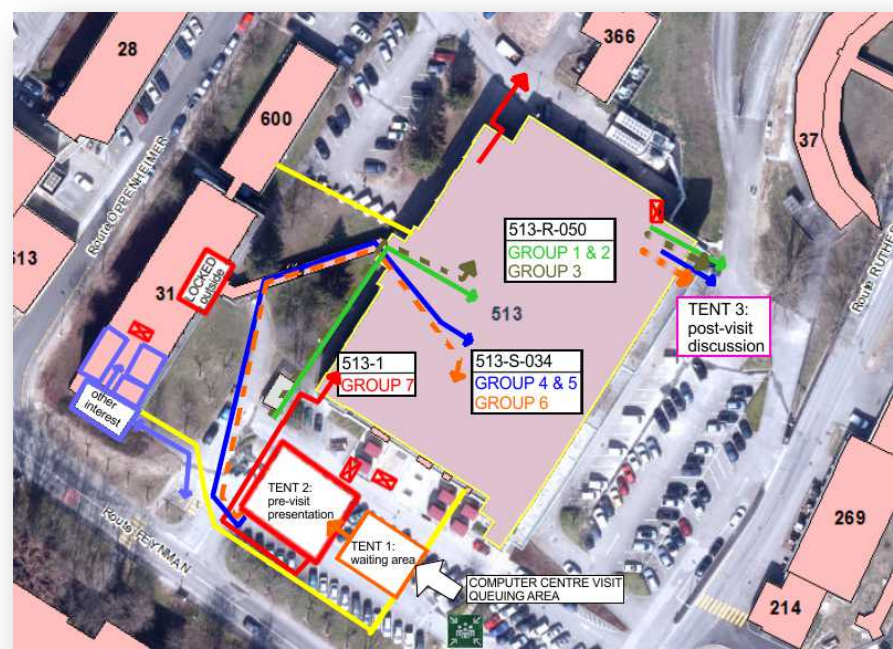 28
366
600
37
Route OPPENHEIMER
513-R-050
GROUP 1 & 2
GROUP 3
31
LOCKED
outside
513
TENT 3:
post-visit
discussion
513-1
GROUP 7
513-S-034
GROUP 4 & 5
GROUP 6
other
interest
TENT 2:
pre-visit
presentation
TENT 1:
waiting area
Route FEYNMAN
COMPUTER CENTRE VISIT
QUEUING AREA
269
214